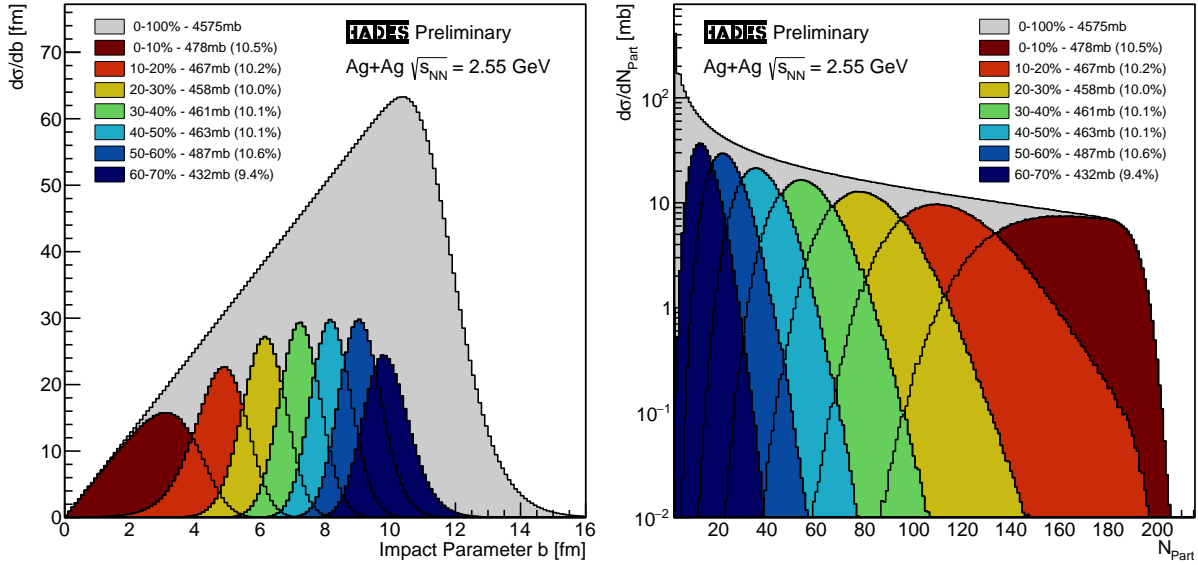 dσ/db [fm]
70
60
50
40
30
20
10
0
0-100% - 4575mb
0-10% - 478mb (10.5%)
10-20% - 467mb (10.2%)
20-30% - 458mb (10.0%)
30-40% - 461mb (10.1%)
40-50% - 463mb (10.1%)
50-60% - 487mb (10.6%)
60-70% - 432mb (9.4%)
HADES Preliminary
Ag+Ag √s_NN = 2.55 GeV
0 2 4 6 8 10 12 14 16
Impact Parameter b [fm]
dσ/dN_Part [mb]
10²
10
1
10⁻¹
10⁻²
HADES Preliminary
Ag+Ag √s_NN = 2.55 GeV
0-100% - 4575mb
0-10% - 478mb (10.5%)
10-20% - 467mb (10.2%)
20-30% - 458mb (10.0%)
30-40% - 461mb (10.1%)
40-50% - 463mb (10.1%)
50-60% - 487mb (10.6%)
60-70% - 432mb (9.4%)
20 40 60 80 100 120 140 160 180 200
N_Part